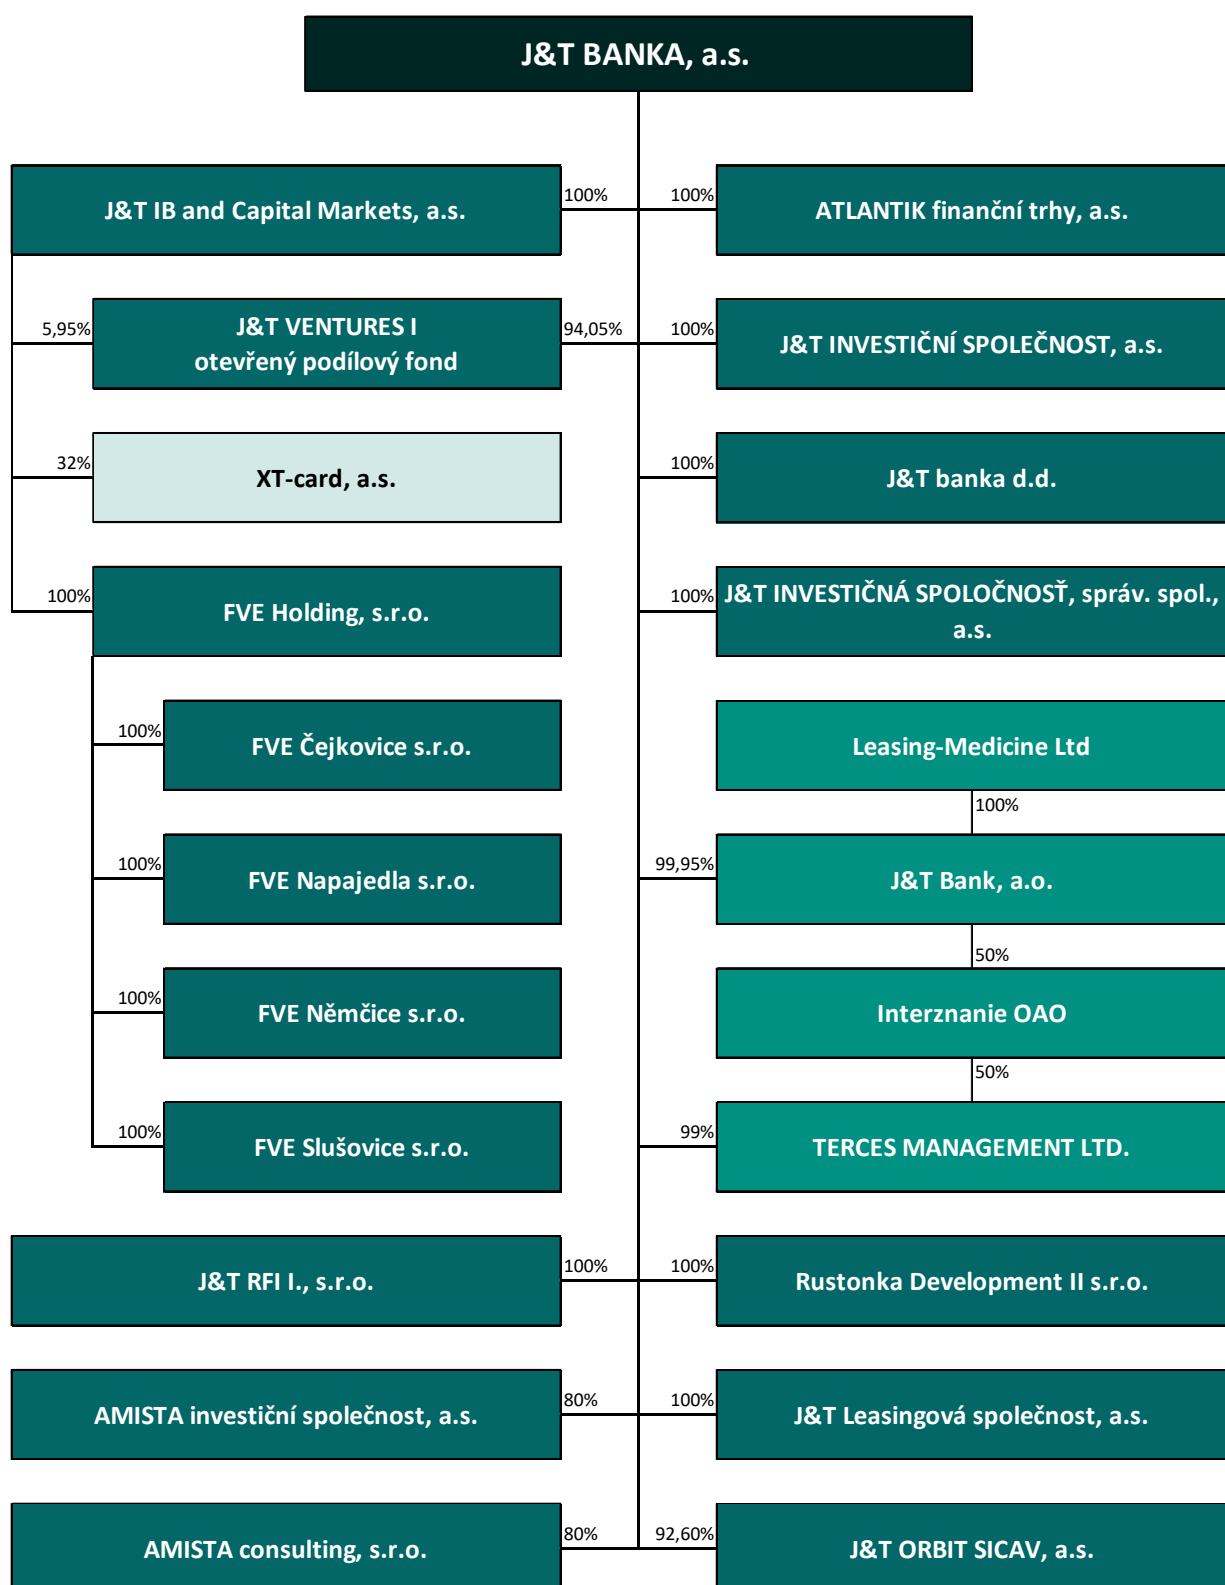 J&T BANKA, a.s.
J&T IB and Capital Markets, a.s.
100%
100%
ATLANTIK finanční trhy, a.s.
5,95%
J&T VENTURES I
otevřený podílový fond
94,05%
100%
J&T INVESTIČNÍ SPOLEČNOST, a.s.
32%
XT-card, a.s.
100%
J&T banka d.d.
100%
FVE Holding, s.r.o.
100%
J&T INVESTIČNÁ SPOLOČNOSŤ, správ. spol.,
a.s.
100%
FVE Čejkovice s.r.o.
Leasing-Medicine Ltd
100%
100%
FVE Napajedla s.r.o.
99,95%
J&T Bank, a.o.
50%
100%
FVE Němčice s.r.o.
Interznanie OAO
50%
100%
FVE Slušovice s.r.o.
99%
TERCES MANAGEMENT LTD.
J&T RFI I., s.r.o.
100%
100%
Rustonka Development II s.r.o.
AMISTA investiční společnost, a.s.
80%
100%
J&T Leasingová společnost, a.s.
AMISTA consulting, s.r.o.
80%
92,60%
J&T ORBIT SICAV, a.s.